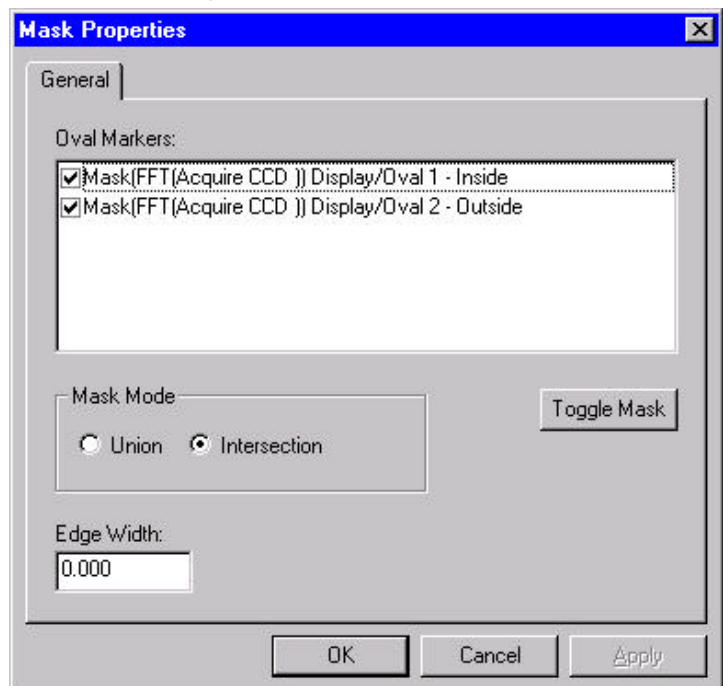 Mask Properties
General
Oval Markers:
Mask(FFT(Acquire CCD )) Display/Oval 1 - Inside
Mask(FFT(Acquire CCD )) Display/Oval 2 - Outside
Mask Mode
Union
Intersection
Toggle Mask
Edge Width:
0.000
OK
Cancel
Apply